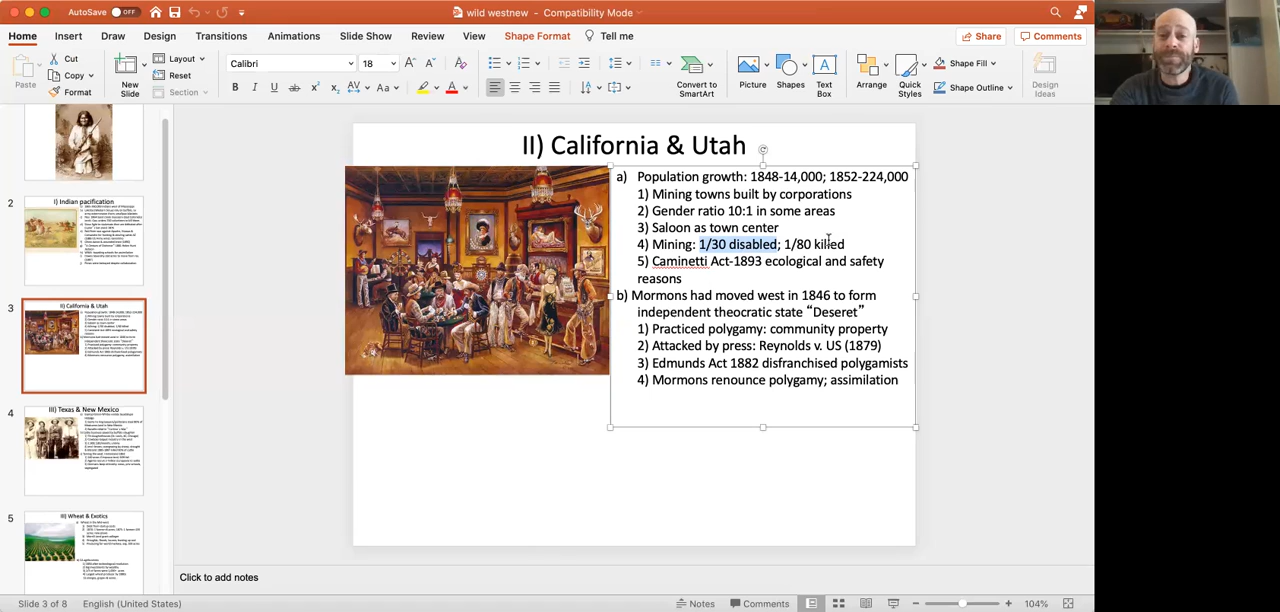 AutoSave OFF
wild westnew - Compatibility Mode
Home Insert Draw Design Transitions Animations Slide Show Review View Shape Format Tell me Share Comments
Paste Cut Copy Format
New Slide Layout Reset Section
Calibri 18
Convert to SmartArt
Picture Shapes Text Box Arrange Quick Styles Shape Fill Shape Outline Design Ideas
II) California & Utah
a) Population growth: 1848-14,000; 1852-224,000
1) Mining towns built by corporations
2) Gender ratio 10:1 in some areas
3) Saloon as town center
4) Mining: 1/30 disabled; 1/80 killed
5) Caminetti Act-1893 ecological and safety
reasons
b) Mormons had moved west in 1846 to form
independent theocratic state “Deseret”
1) Practiced polygamy: community property
2) Attacked by press: Reynolds v. US (1879)
3) Edmunds Act 1882 disfranchised polygamists
4) Mormons renounce polygamy; assimilation
2
I) Indian pacification
3
II) California & Utah
4
III) Texas & New Mexico
5
III) Wheat & Exotics
Click to add notes
Slide 3 of 8 English (United States) Notes Comments 104%